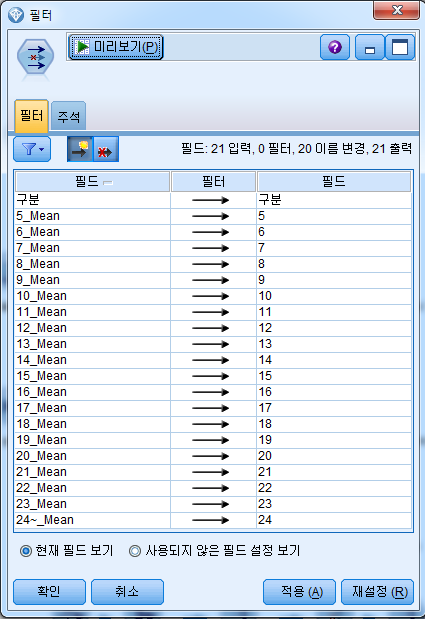 필터
미리보기(P)
?
필터 주석
필드: 21 입력, 0 필터, 20 이름 변경, 21 출력
필드 필터 필드
구분 구분
5_Mean 5
6_Mean 6
7_Mean 7
8_Mean 8
9_Mean 9
10_Mean 10
11_Mean 11
12_Mean 12
13_Mean 13
14_Mean 14
15_Mean 15
16_Mean 16
17_Mean 17
18_Mean 18
19_Mean 19
20_Mean 20
21_Mean 21
22_Mean 22
23_Mean 23
24~_Mean 24
현재 필드 보기 사용되지 않은 필드 설정 보기
확인 취소 적용 (A) 재설정 (R)